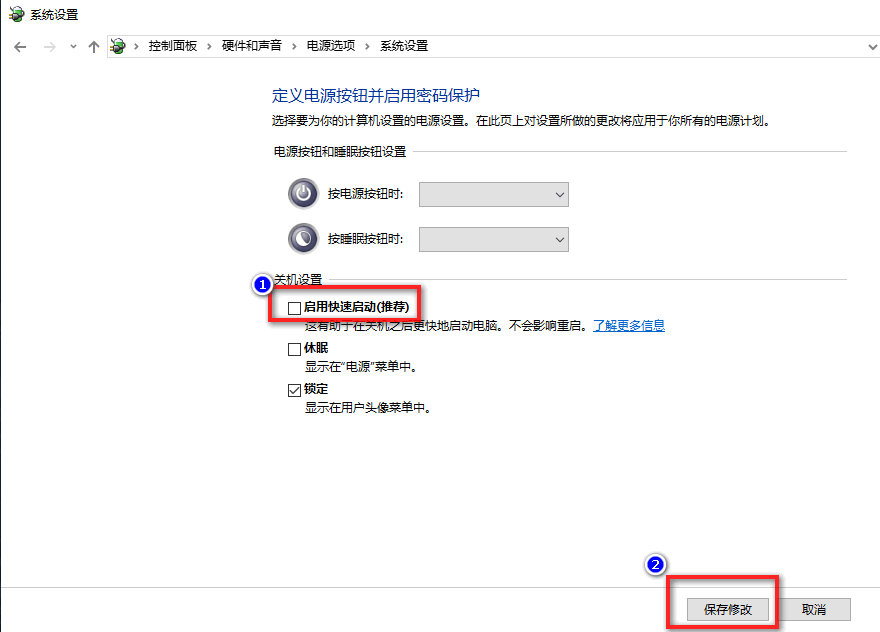 系统设置
控制面板 > 硬件和声音 > 电源选项 > 系统设置
定义电源按钮并启用密码保护
选择要为你的计算机设置的电源设置。在此页上对设置所做的更改将应用于你所有的电源计划。
电源按钮和睡眠按钮设置
按电源按钮时:
按睡眠按钮时:
关机设置
1
启用快速启动(推荐)
这有助于在关机之后更快地启动电脑。不会影响重启。了解更多信息
休眠
显示在"电源"菜单中。
锁定
显示在用户头像菜单中。
2
保存修改 取消